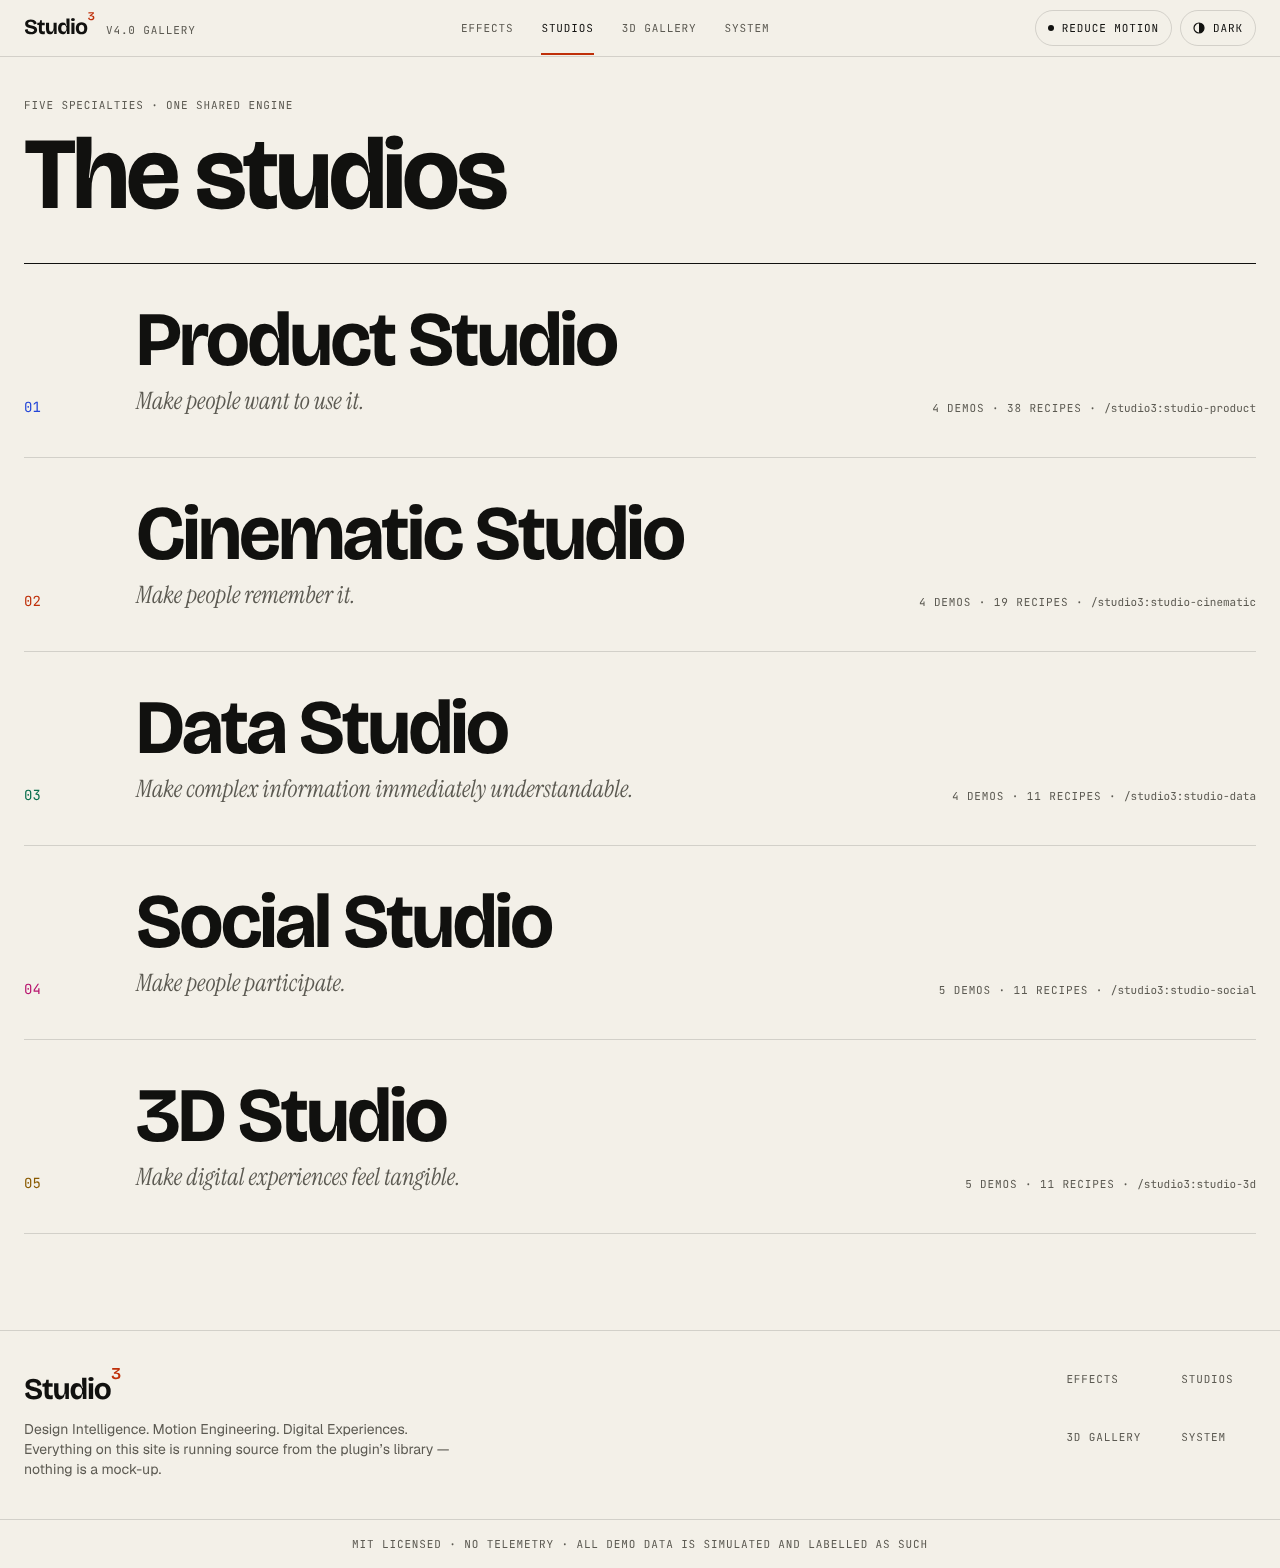 Studio3 V4.0 GALLERY
EFFECTS STUDIOS 3D GALLERY SYSTEM
REDUCE MOTION DARK
FIVE SPECIALTIES · ONE SHARED ENGINE
The studios
Product Studio
01 Make people want to use it. 4 DEMOS · 38 RECIPES · /studio3:studio-product
Cinematic Studio
02 Make people remember it. 4 DEMOS · 19 RECIPES · /studio3:studio-cinematic
Data Studio
03 Make complex information immediately understandable. 4 DEMOS · 11 RECIPES · /studio3:studio-data
Social Studio
04 Make people participate. 5 DEMOS · 11 RECIPES · /studio3:studio-social
3D Studio
05 Make digital experiences feel tangible. 5 DEMOS · 11 RECIPES · /studio3:studio-3d
Studio3
Design Intelligence. Motion Engineering. Digital Experiences.
Everything on this site is running source from the plugin’s library —
nothing is a mock-up.
EFFECTS STUDIOS
3D GALLERY SYSTEM
MIT LICENSED · NO TELEMETRY · ALL DEMO DATA IS SIMULATED AND LABELLED AS SUCH